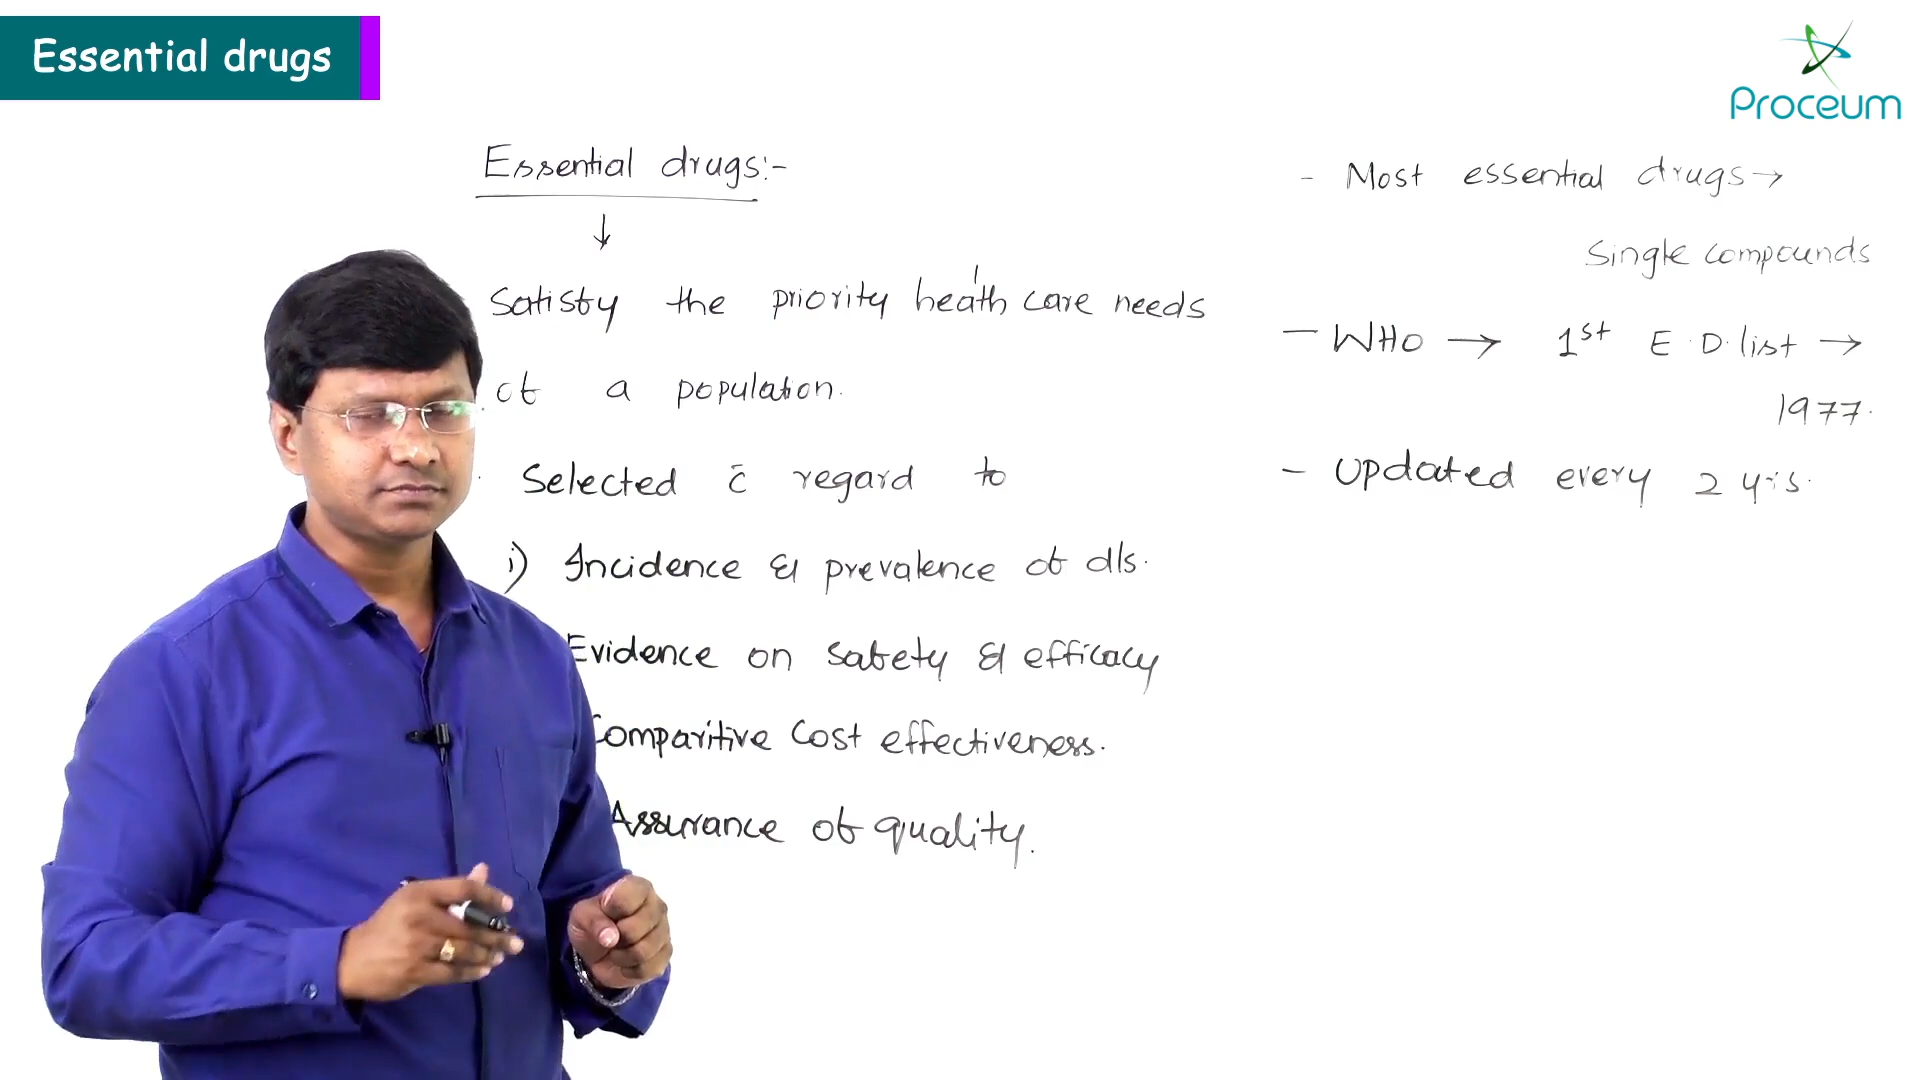 Essential drugs
Proceum
Essential drugs:-
↓
Satisfy the priority heal'th care needs
of a population.
Selected c̄ regard to
i) Incidence & prevalence of d/s.
Evidence on safety & efficacy
Comparitive Cost effectiveness.
Assurance of quality.
- Most essential drugs →
Single compounds
- WHO → 1st E.D. list →
1977.
- Updated every 2 yrs.